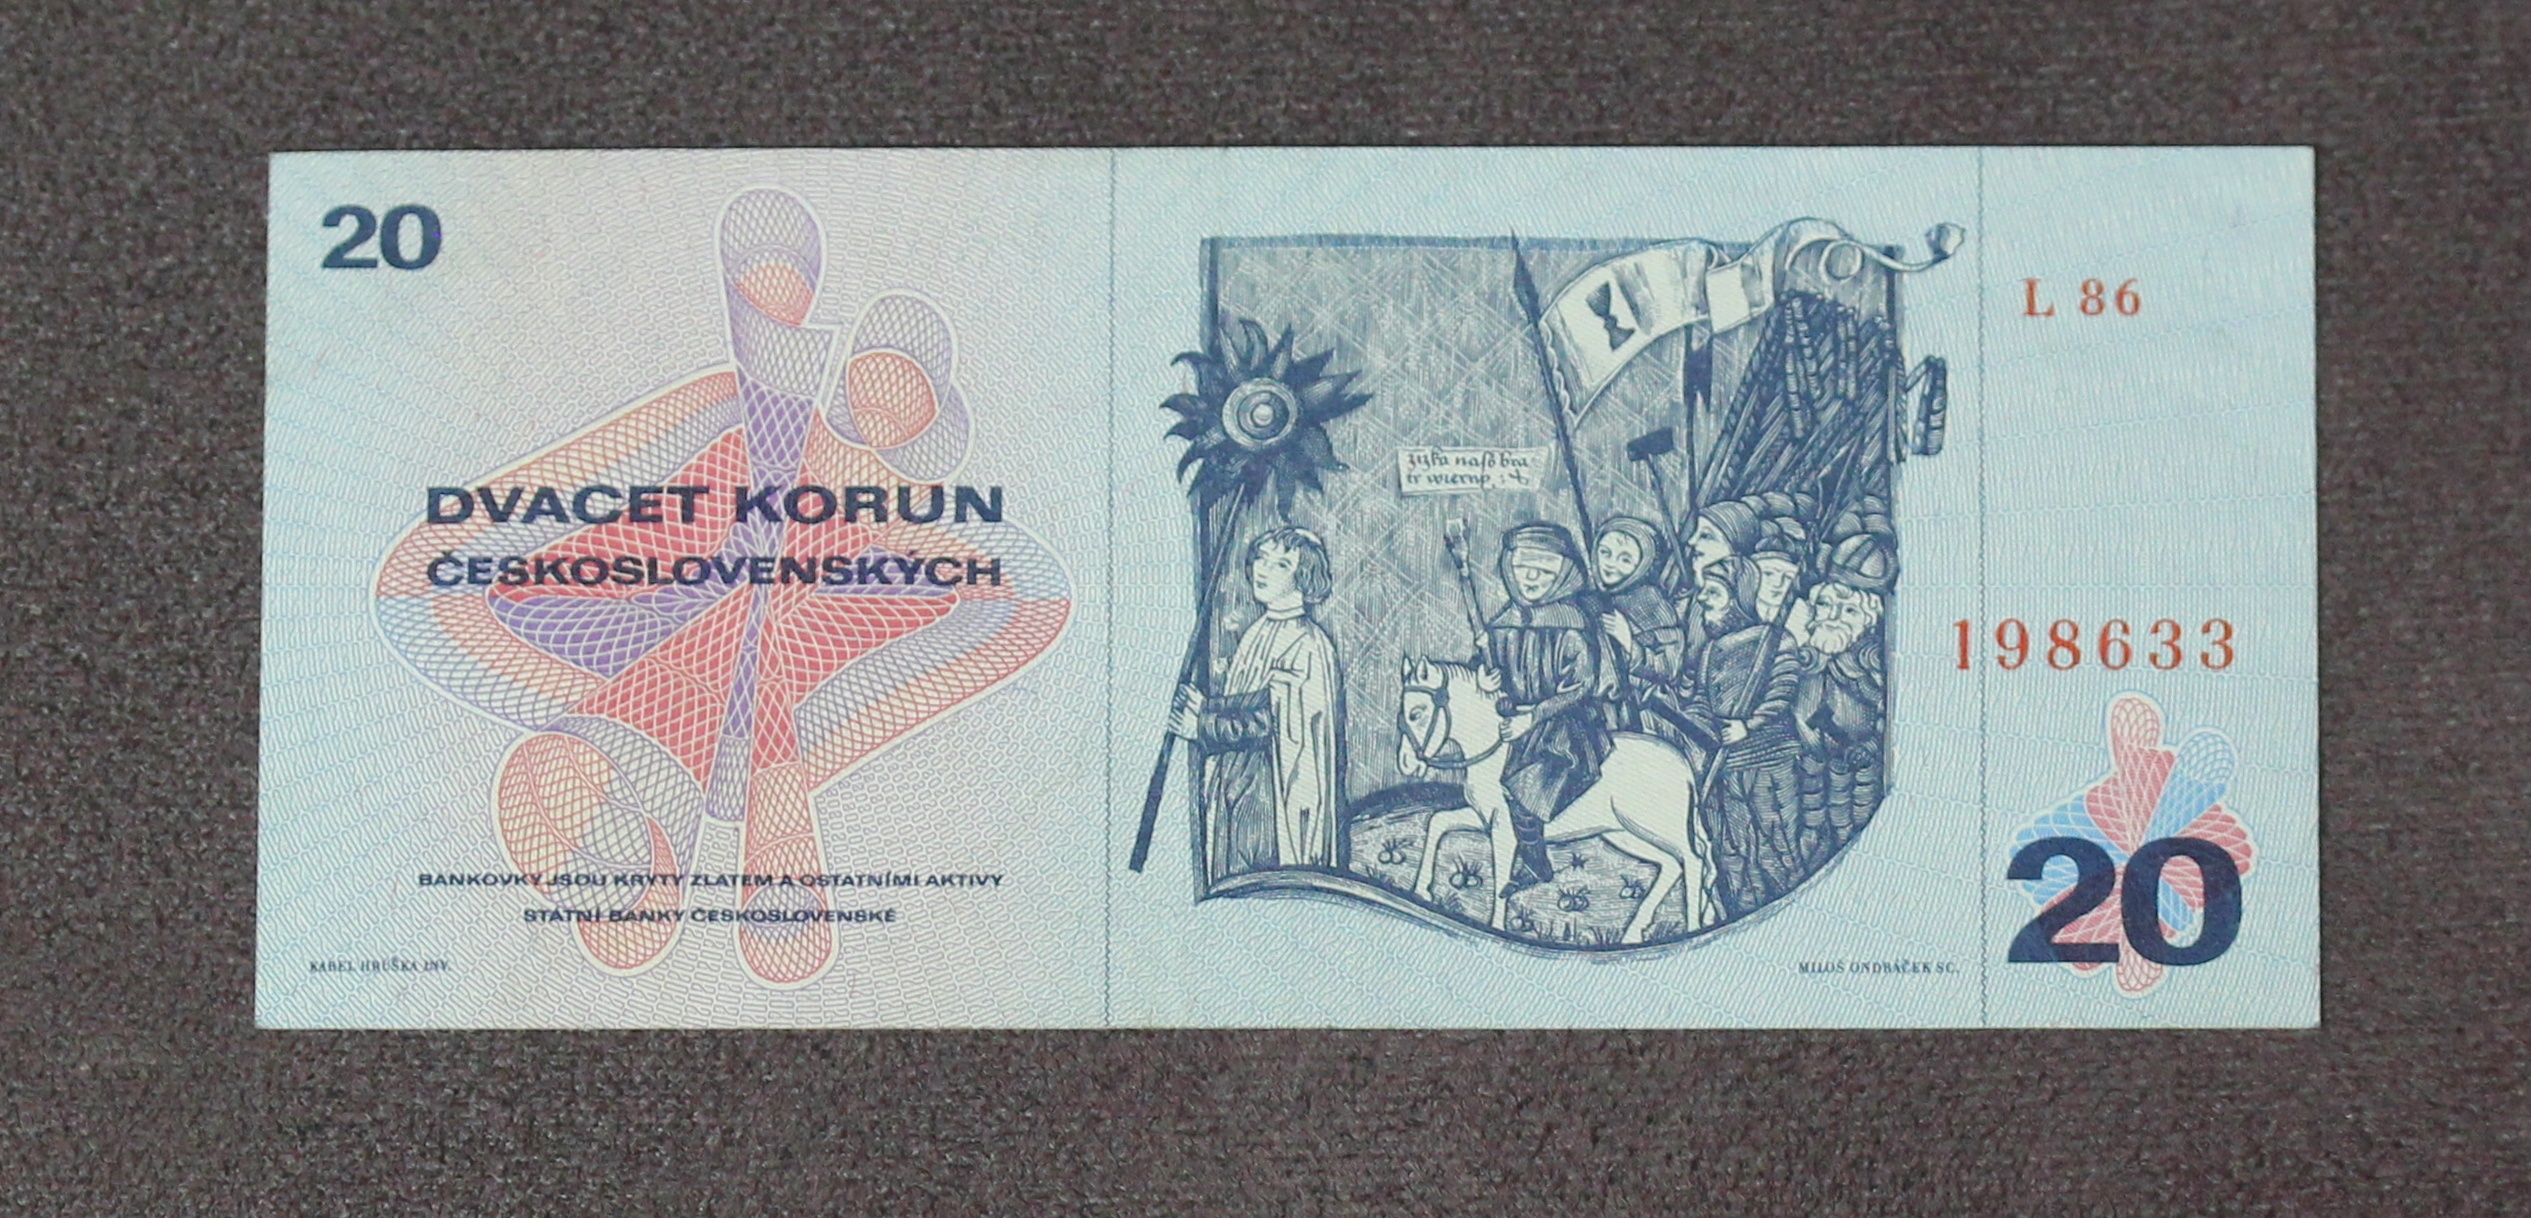 20
DVACET KORUN
ČESKOSLOVENSKÝCH
BANKOVKY JSOU KRYTY ZLATEM A OSTATNÍMI AKTIVY
STÁTNÍ BANKY ČESKOSLOVENSKÉ
KAREL HRUŠKA INV.
MILOŠ ONDRÁČEK SC.
L 86
198633
20